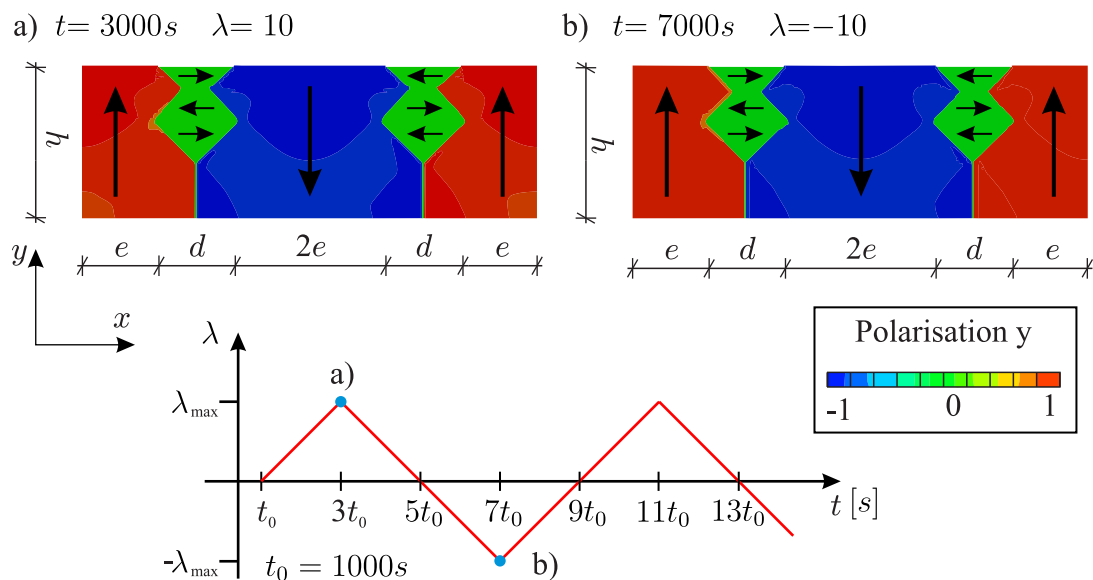 a) t= 3000s λ= 10
b) t= 7000s λ=−10
h
h
e d 2e d e
e d 2e d e
y
x
Polarisation y
-1 0 1
λ
a)
λmax
t₀ 3t₀ 5t₀ 7t₀ 9t₀ 11t₀ 13t₀
t [s]
-λmax
t₀ = 1000s
b)